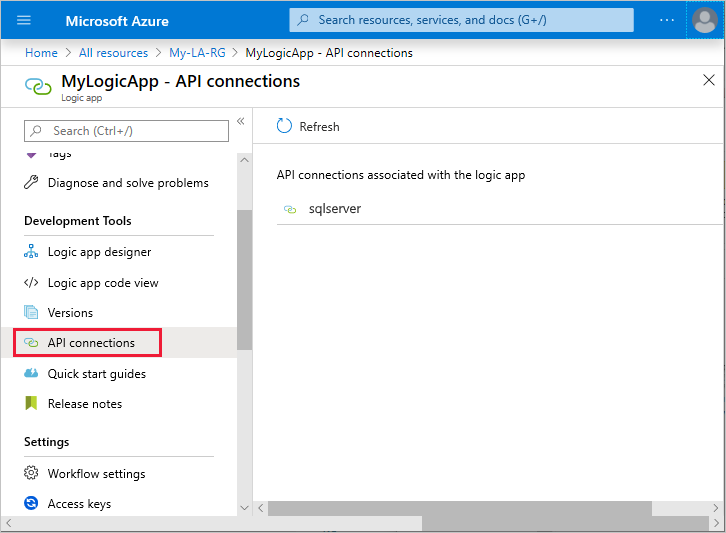 Microsoft Azure
Search resources, services, and docs (G+/)
Home > All resources > My-LA-RG > MyLogicApp - API connections
MyLogicApp - API connections
Logic app
Search (Ctrl+/)
Refresh
Tags
Diagnose and solve problems
Development Tools
Logic app designer
Logic app code view
Versions
API connections
Quick start guides
Release notes
Settings
Workflow settings
Access keys
API connections associated with the logic app
sqlserver